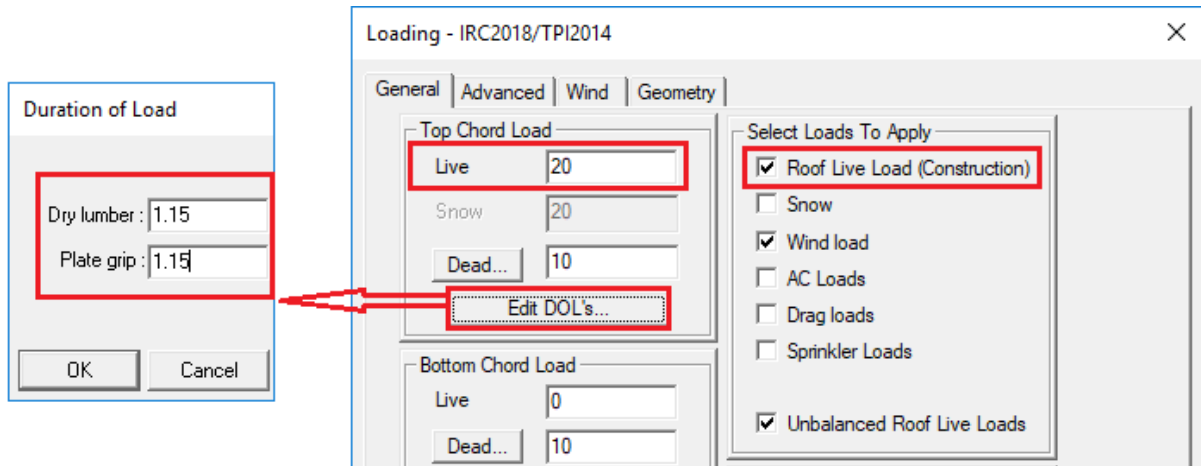 Duration of Load
Dry lumber : 1.15
Plate grip : 1.15
OK Cancel
Loading - IRC2018/TPI2014
General Advanced Wind Geometry
Top Chord Load
Live 20
Snow 20
Dead... 10
Edit DOL's...
Bottom Chord Load
Live 0
Dead... 10
Select Loads To Apply
Roof Live Load (Construction)
Snow
Wind load
AC Loads
Drag loads
Sprinkler Loads
Unbalanced Roof Live Loads